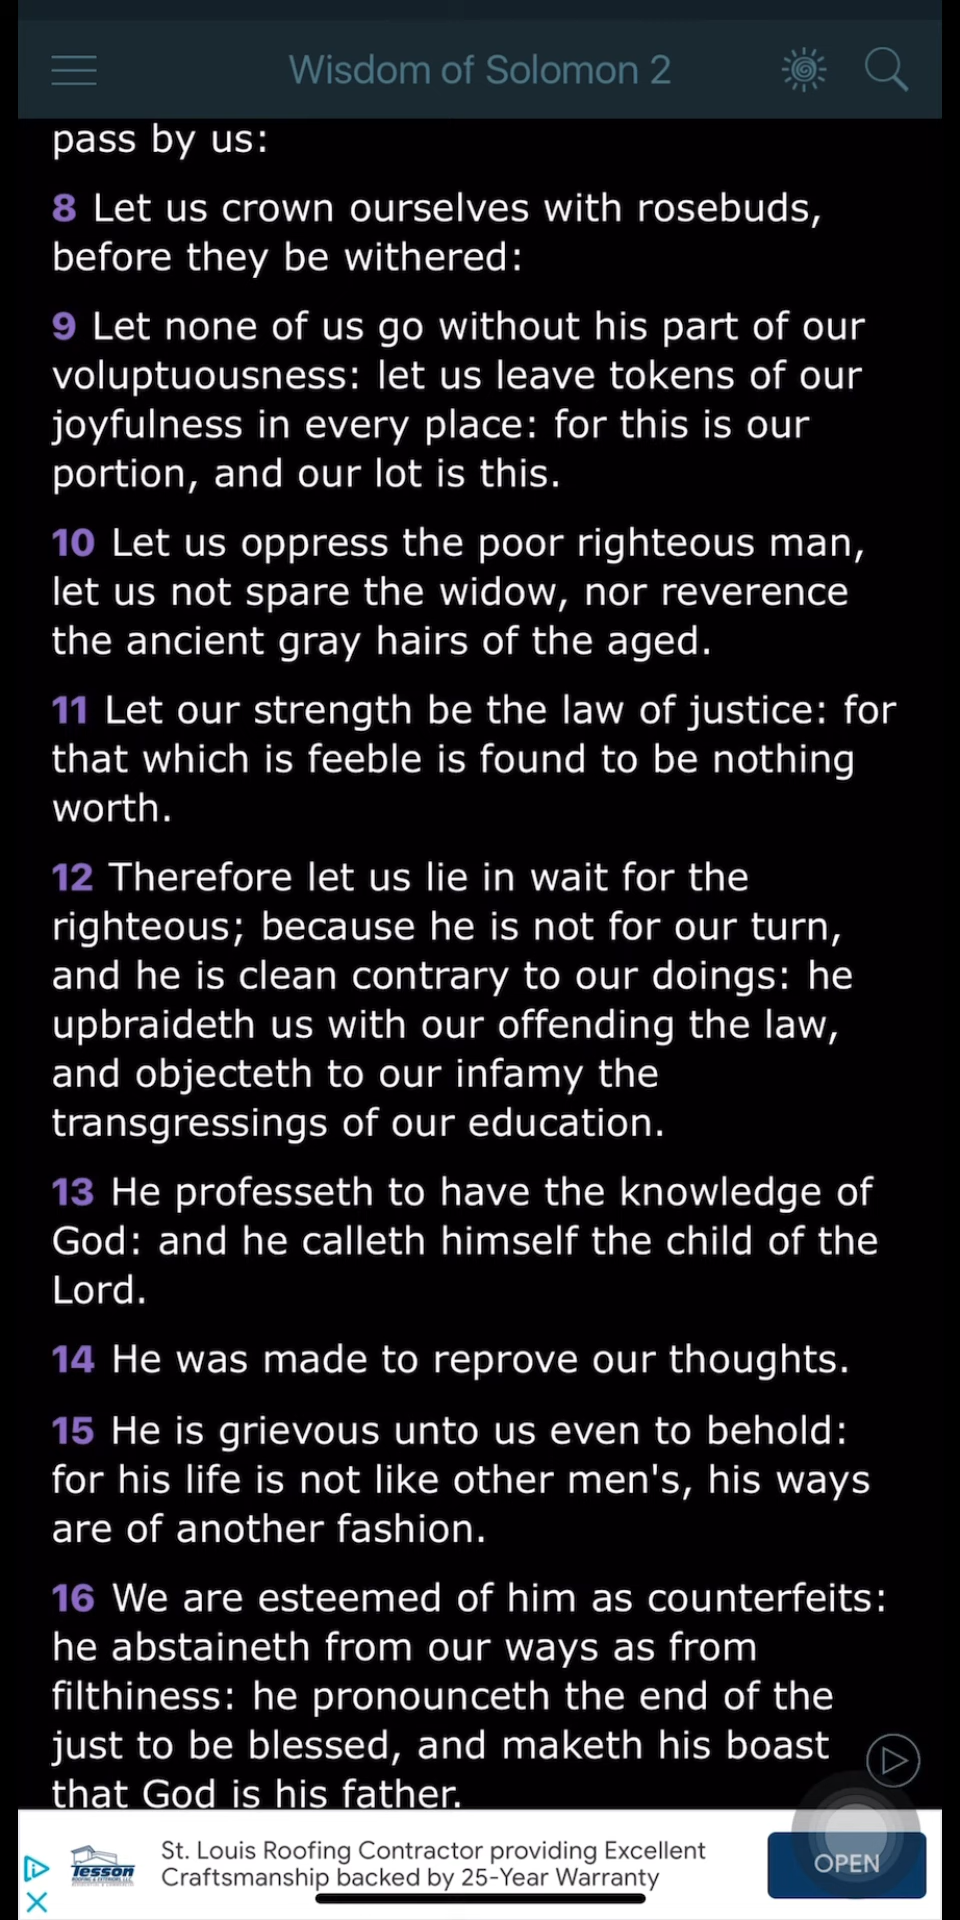 Wisdom of Solomon 2
pass by us:
8 Let us crown ourselves with rosebuds,
before they be withered:
9 Let none of us go without his part of our
voluptuousness: let us leave tokens of our
joyfulness in every place: for this is our
portion, and our lot is this.
10 Let us oppress the poor righteous man,
let us not spare the widow, nor reverence
the ancient gray hairs of the aged.
11 Let our strength be the law of justice: for
that which is feeble is found to be nothing
worth.
12 Therefore let us lie in wait for the
righteous; because he is not for our turn,
and he is clean contrary to our doings: he
upbraideth us with our offending the law,
and objecteth to our infamy the
transgressings of our education.
13 He professeth to have the knowledge of
God: and he calleth himself the child of the
Lord.
14 He was made to reprove our thoughts.
15 He is grievous unto us even to behold:
for his life is not like other men's, his ways
are of another fashion.
16 We are esteemed of him as counterfeits:
he abstaineth from our ways as from
filthiness: he pronounceth the end of the
just to be blessed, and maketh his boast
that God is his father.
Tesson
St. Louis Roofing Contractor providing Excellent
Craftsmanship backed by 25-Year Warranty
OPEN